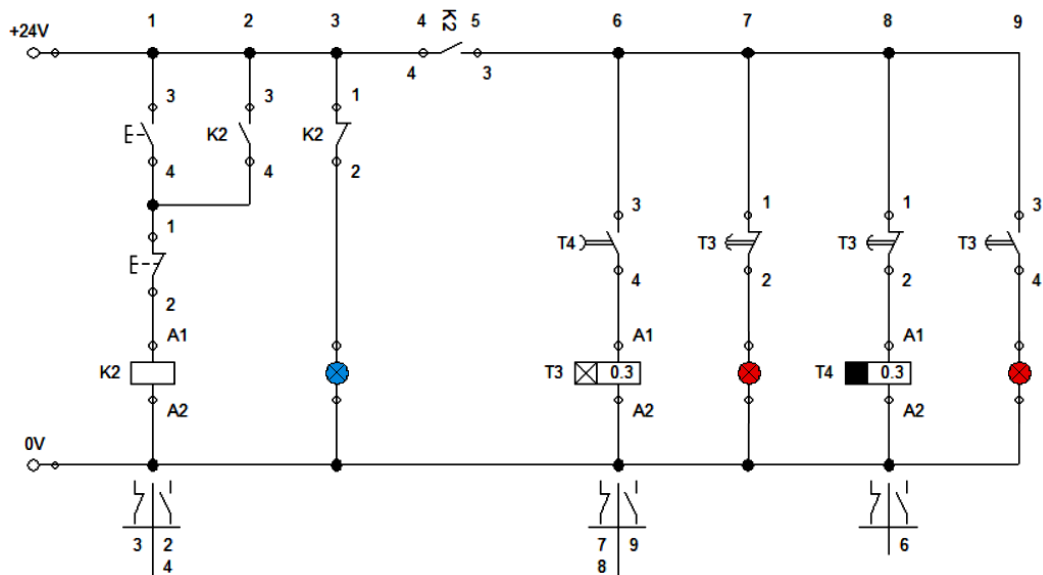 1 2 3 4 K2 5 6 7 8 9
+24V
4 3
3 3 1
K2 K2
4 4 2
1 3 1 1 3
T4 T3 T3 T3
2 4 2 2 4
A1 A1 A1
K2 T3 0.3 T4 0.3
A2 A2 A2
0V
3 2 7 9 6
4 8